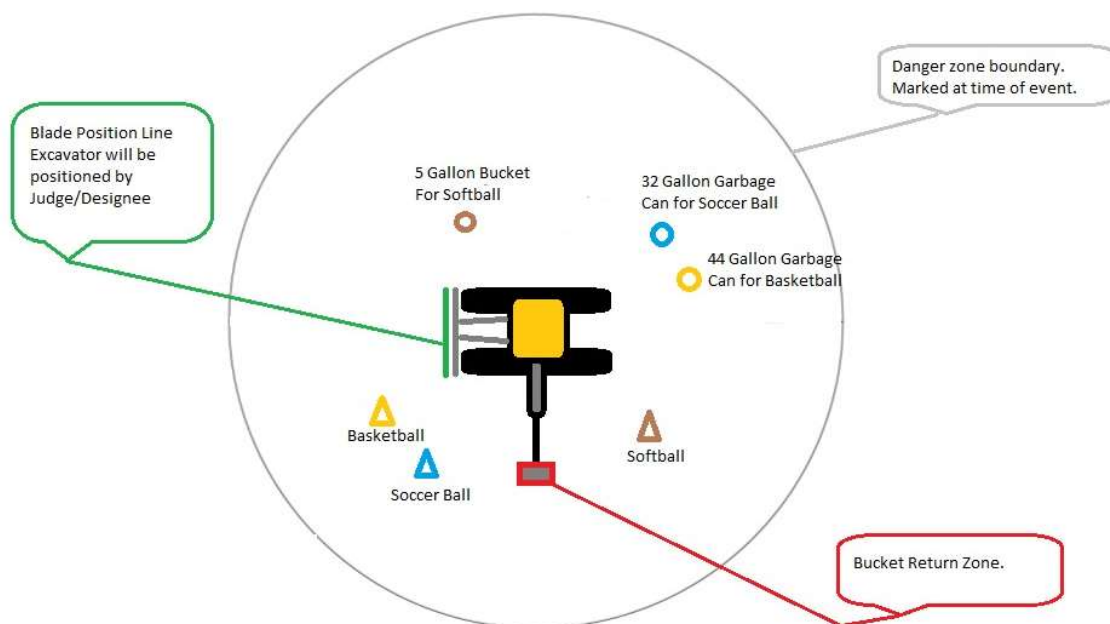 Danger zone boundary.
Marked at time of event.
Blade Position Line
Excavator will be
positioned by
Judge/Designee
5 Gallon Bucket
For Softball
32 Gallon Garbage
Can for Soccer Ball
44 Gallon Garbage
Can for Basketball
Basketball
Soccer Ball
Softball
Bucket Return Zone.